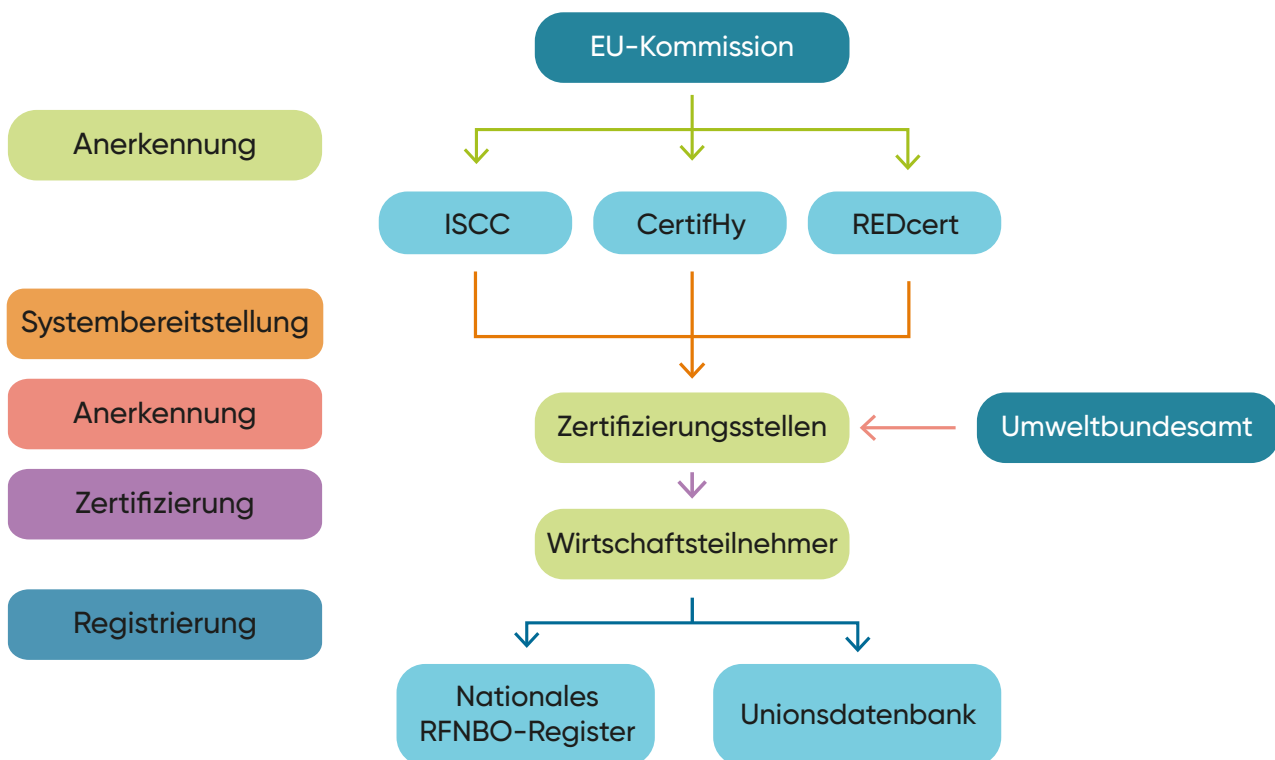 EU-Kommission
Anerkennung
ISCC
CertifHy
REDcert
Systembereitstellung
Anerkennung
Zertifizierungsstellen
Umweltbundesamt
Zertifizierung
Wirtschaftsteilnehmer
Registrierung
Nationales
RFNBO-Register
Unionsdatenbank